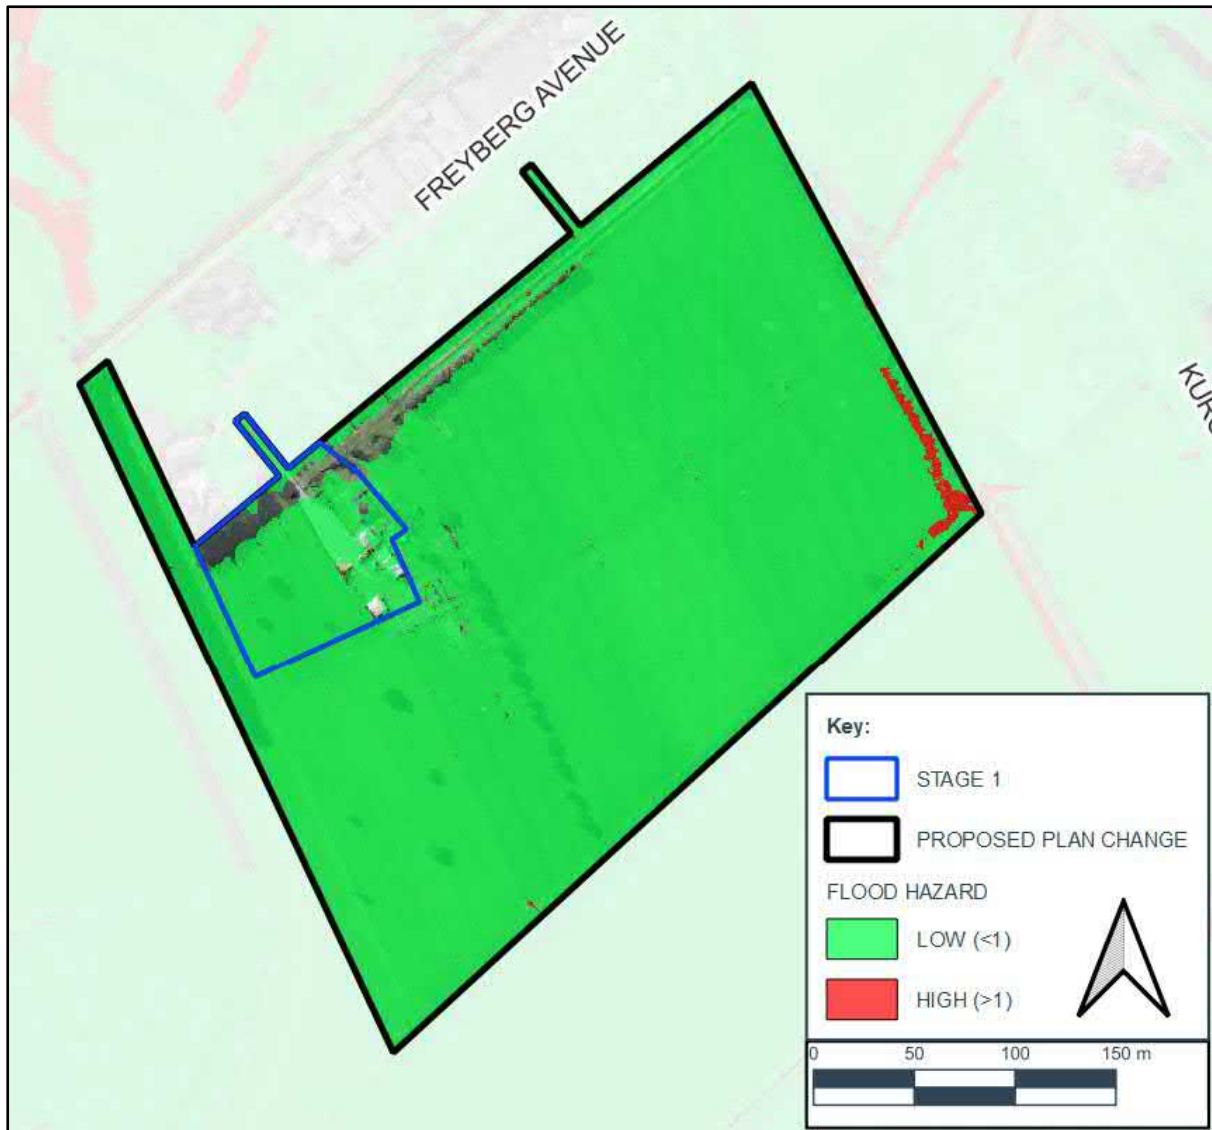 FREYBERG AVENUE
Key:
STAGE 1
PROPOSED PLAN CHANGE
FLOOD HAZARD
LOW (<1)
HIGH (>1)
0 50 100 150 m